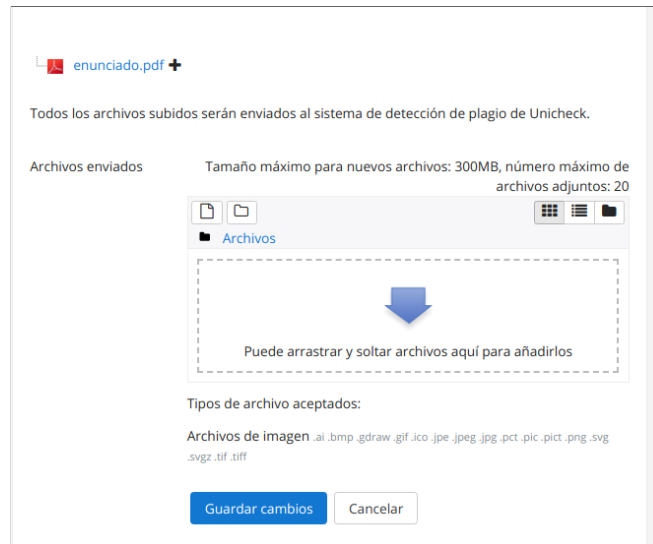 enunciado.pdf
Todos los archivos subidos serán enviados al sistema de detección de plagio de Unicheck.
Archivos enviados
Tamaño máximo para nuevos archivos: 300MB, número máximo de
archivos adjuntos: 20
Archivos
Puede arrastrar y soltar archivos aquí para añadirlos
Tipos de archivo aceptados:
Archivos de imagen .ai .bmp .gdraw .gif .ico .jpe .jpeg .jpg .pct .pic .pict .png .svg
.svgz .tif .tiff
Guardar cambios
Cancelar